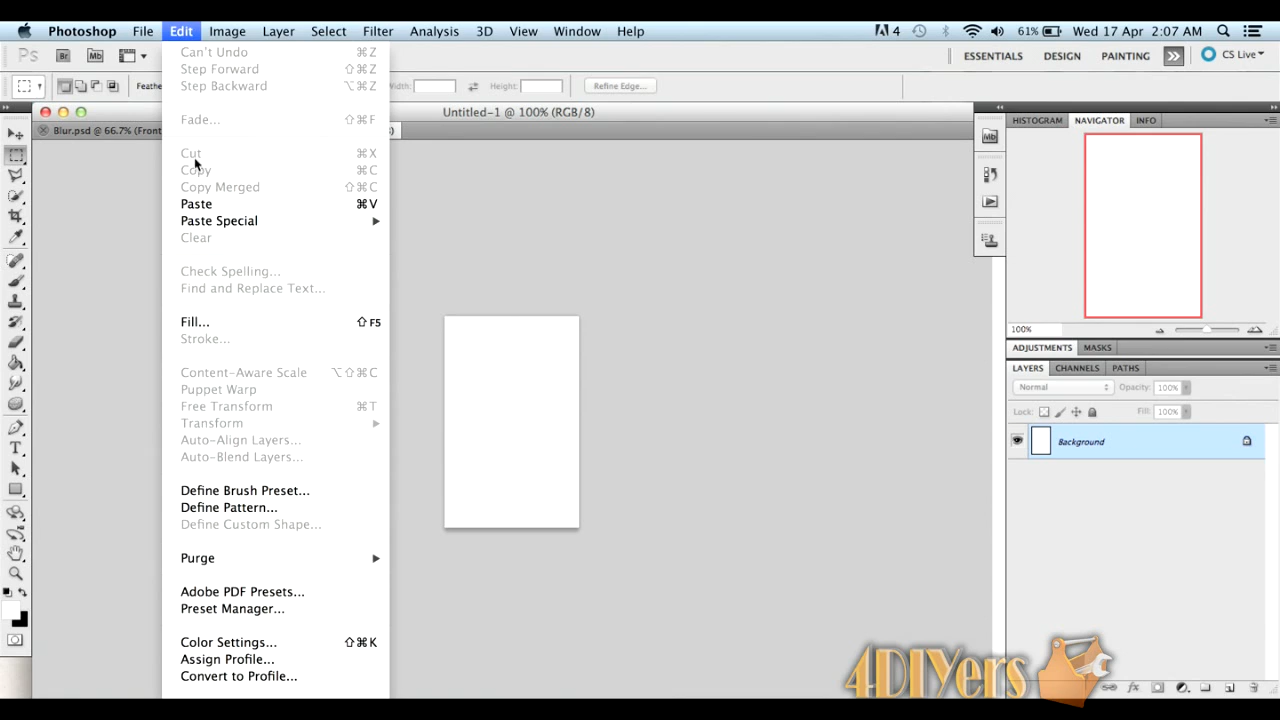 Photoshop File Edit Image Layer Select Filter Analysis 3D View Window Help 4 61% Wed 17 Apr 2:07 AM
Ps Br Mb ESSENTIALS DESIGN PAINTING CS Live
Width: Height: Refine Edge...
Untitled-1 @ 100% (RGB/8)
Blur.psd @ 66.7% (Front
Can't Undo ⌘Z
Step Forward ⇧⌘Z
Step Backward ⌥⌘Z
Fade... ⇧⌘F
Cut ⌘X
Copy ⌘C
Copy Merged ⇧⌘C
Paste ⌘V
Paste Special
Clear
Check Spelling...
Find and Replace Text...
Fill... ⇧F5
Stroke...
Content-Aware Scale ⌥⇧⌘C
Puppet Warp
Free Transform ⌘T
Transform
Auto-Align Layers...
Auto-Blend Layers...
Define Brush Preset...
Define Pattern...
Define Custom Shape...
Purge
Adobe PDF Presets...
Preset Manager...
Color Settings... ⇧⌘K
Assign Profile...
Convert to Profile...
HISTOGRAM NAVIGATOR INFO
Mb
100%
ADJUSTMENTS MASKS
LAYERS CHANNELS PATHS
Normal Opacity: 100%
Lock: Fill: 100%
Background
4DIYers